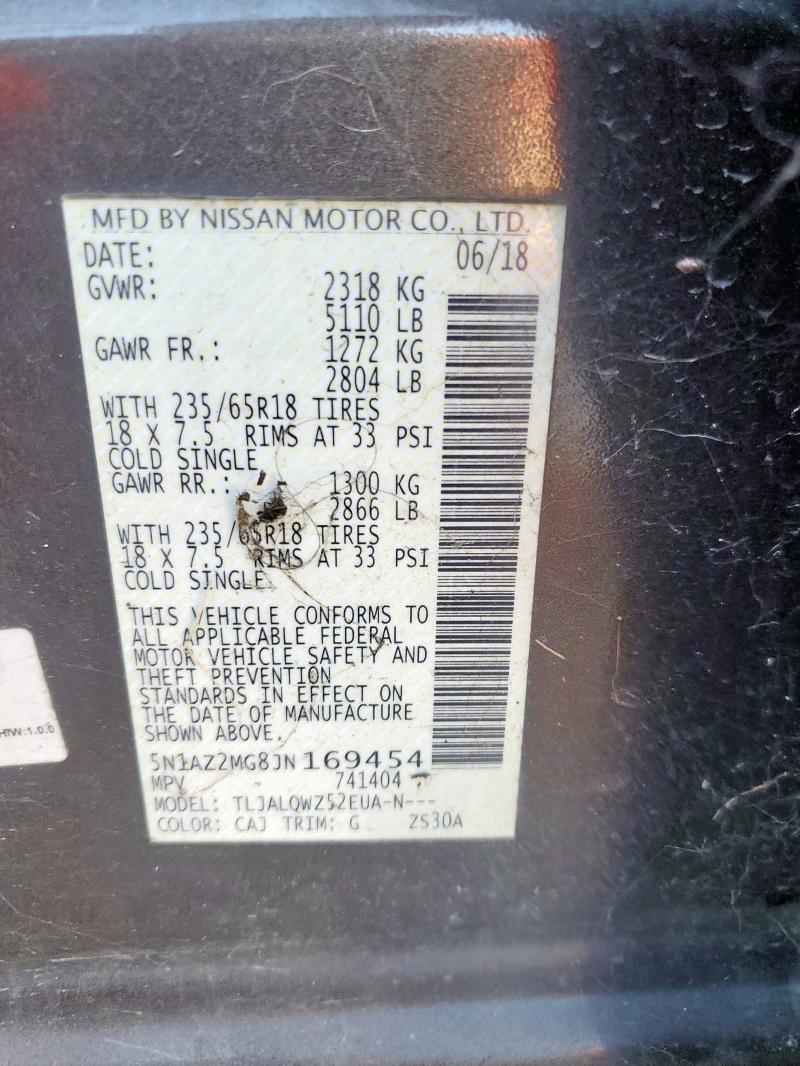 MFD BY NISSAN MOTOR CO., LTD.
DATE: 06/18
GVWR: 2318 KG
5110 LB
GAWR FR.: 1272 KG
2804 LB
WITH 235/65R18 TIRES
18 X 7.5 RIMS AT 33 PSI
COLD SINGLE
GAWR RR.: 1300 KG
2866 LB
WITH 235/65R18 TIRES
18 X 7.5 RIMS AT 33 PSI
COLD SINGLE
THIS VEHICLE CONFORMS TO
ALL APPLICABLE FEDERAL
MOTOR VEHICLE SAFETY AND
THEFT PREVENTION
STANDARDS IN EFFECT ON
THE DATE OF MANUFACTURE
SHOWN ABOVE.
5N1AZ2MG8JN169454
MPV 741404
MODEL: TLJALQWZ52EUA-N---
COLOR: CAJ TRIM: G ZS30A
H/W:1.0.0